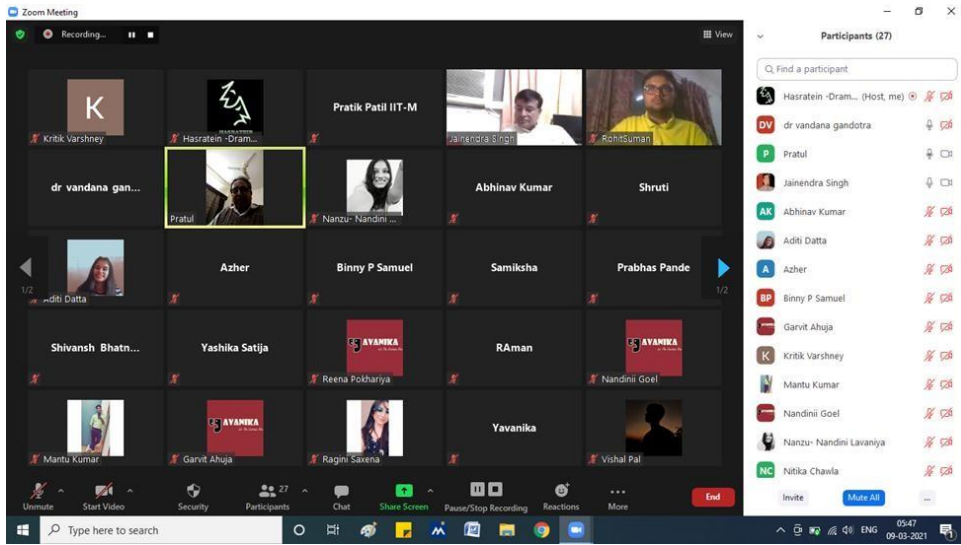 Zoom Meeting
Recording...
View
K
Kritik Varshney
HASRATEIN
Hasratein -Dram...
Pratik Patil IIT-M
Jainendra Singh
RohitSuman
dr vandana gan...
Pratul
Nanzu- Nandini ...
Abhinav Kumar
Shruti
1/2
Aditi Datta
Azher
Binny P Samuel
Samiksha
Prabhas Pande
1/2
Shivansh Bhatn...
Yashika Satija
YAVANIKA
Reena Pokhariya
RAman
YAVANIKA
Nandinii Goel
Mantu Kumar
YAVANIKA
Garvit Ahuja
Ragini Saxena
Yavanika
Vishal Pal
Unmute
Start Video
Security
27
Participants
Chat
Share Screen
Pause/Stop Recording
Reactions
More
End
Participants (27)
Find a participant
Hasratein -Dram... (Host, me)
DV dr vandana gandotra
P Pratul
Jainendra Singh
AK Abhinav Kumar
Aditi Datta
A Azher
BP Binny P Samuel
Garvit Ahuja
K Kritik Varshney
Mantu Kumar
Nandinii Goel
Nanzu- Nandini Lavaniya
NC Nitika Chawla
Invite
Mute All
...
Type here to search
ENG
05:47
09-03-2021